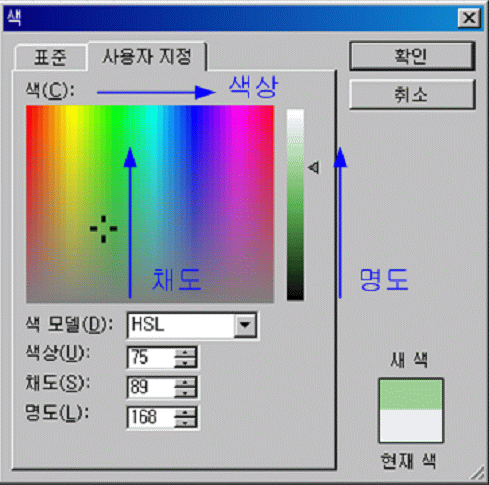 색
표준 사용자 지정
확인
취소
색(C): 색상
채도
명도
색 모델(D): HSL
색상(U): 75
채도(S): 89
명도(L): 168
새 색
현재 색